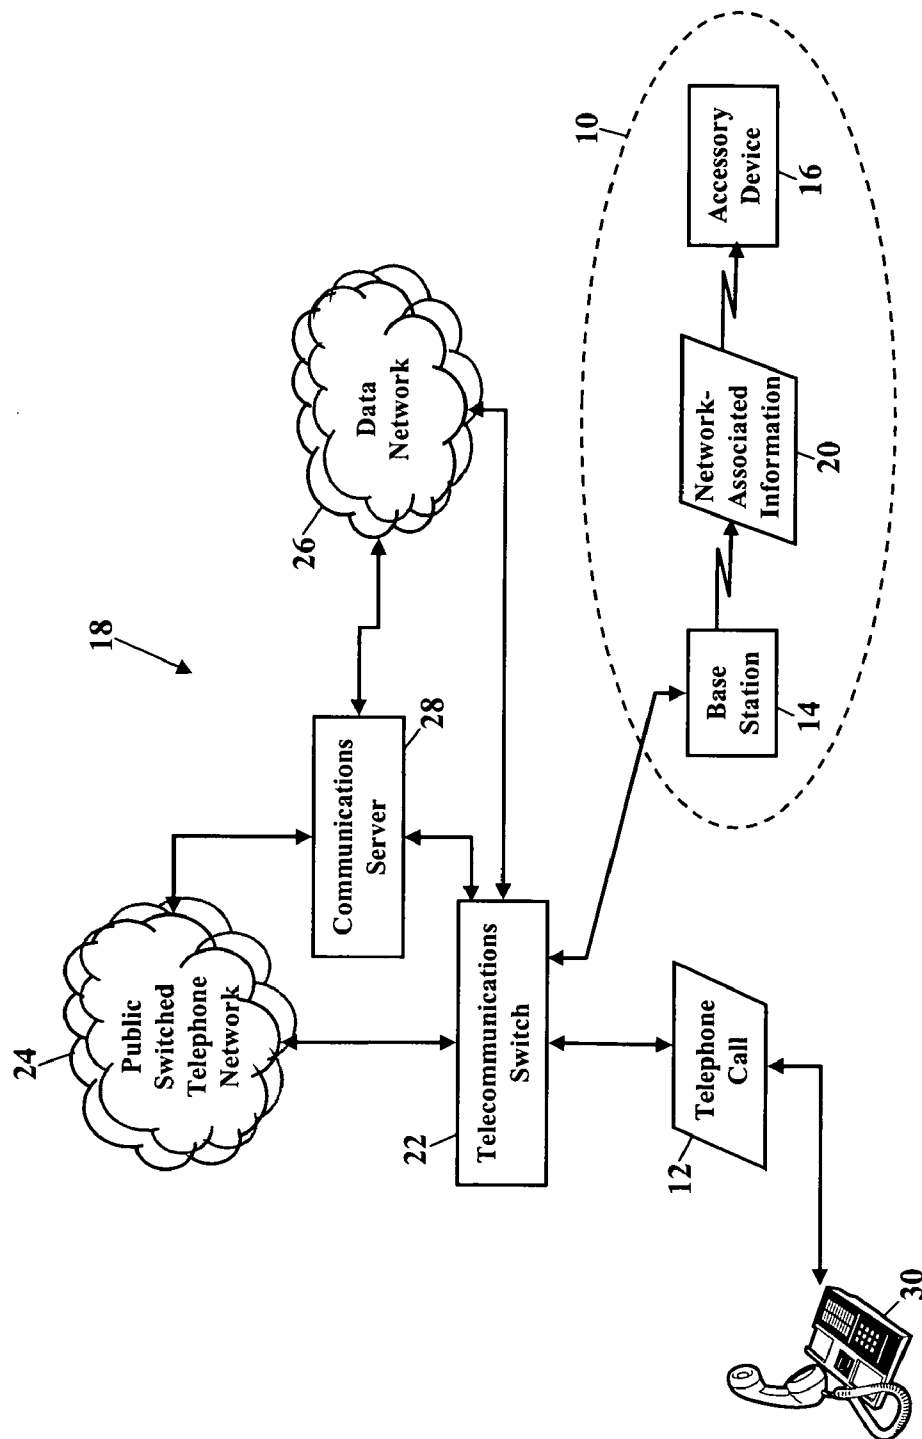 18
24
Public
Switched
Telephone
Network
26
Data
Network
Communications
Server
28
22
Telecommunications
Switch
10
12
Telephone
Call
30
Base
Station
14
Network-
Associated
Information
20
Accessory
Device
16